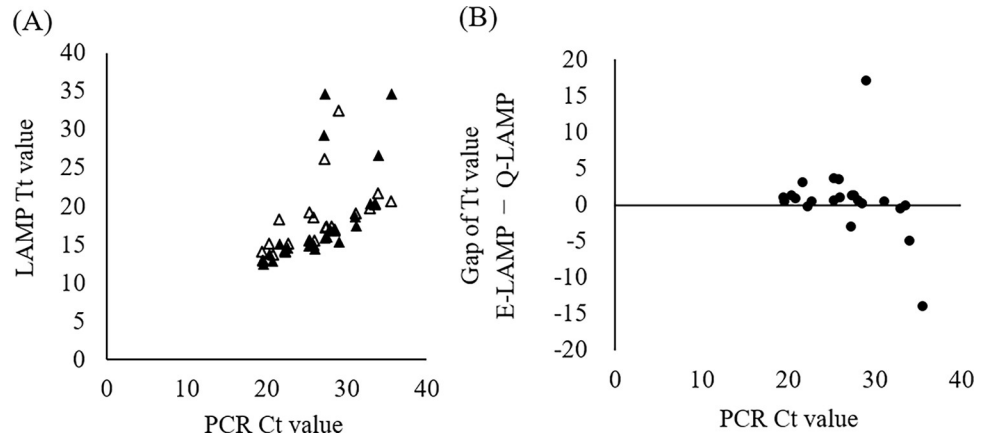 (A)
40
35
30
25
20
15
10
5
0
LAMP Tt value
0 10 20 30 40
PCR Ct value
(B)
20
15
10
5
0
-5
-10
-15
-20
Gap of Tt value
E-LAMP – Q-LAMP
0 10 20 30 40
PCR Ct value